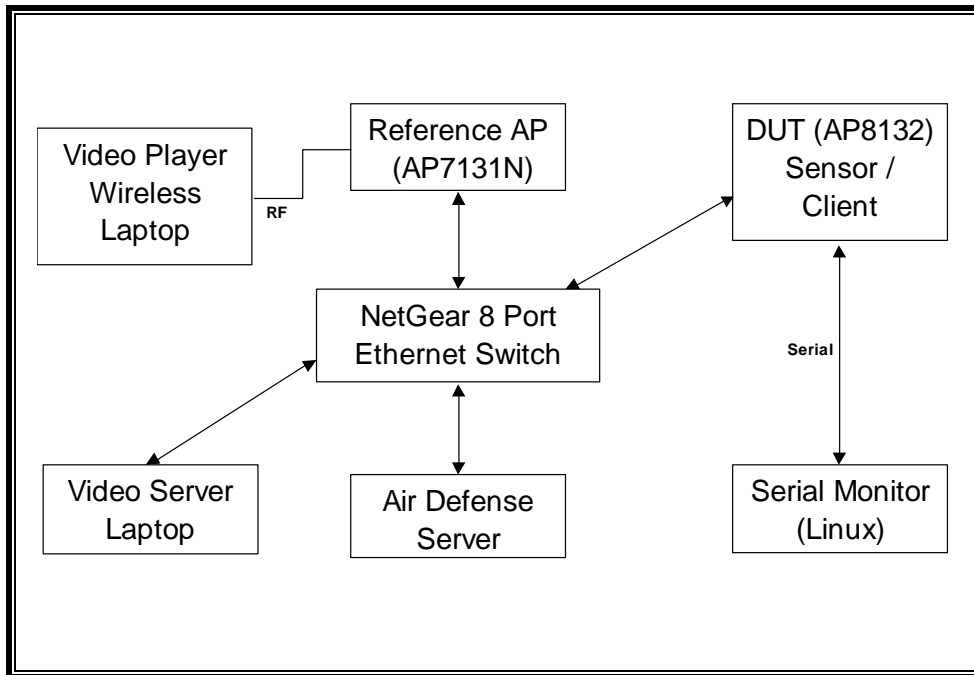 Video Player
Wireless
Laptop
RF
Reference AP
(AP7131N)
DUT (AP8132)
Sensor /
Client
NetGear 8 Port
Ethernet Switch
Serial
Video Server
Laptop
Air Defense
Server
Serial Monitor
(Linux)